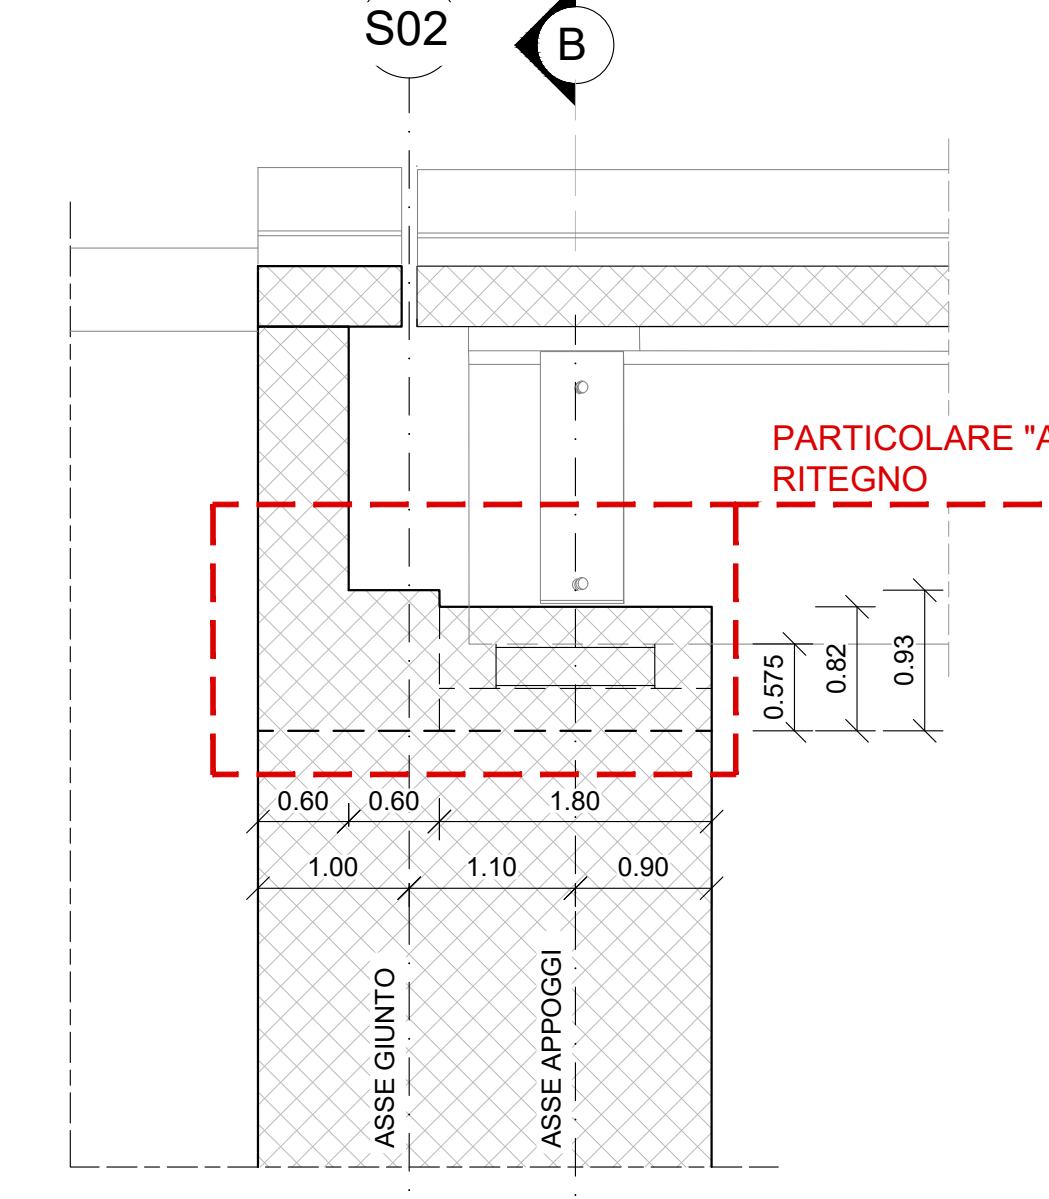 S02
B
PARTICOLARE "A
RITEGNO
0.575
0.82
0.93
0.60
0.60
1.80
1.00
1.10
0.90
ASSE GIUNTO
ASSE APPOGGI